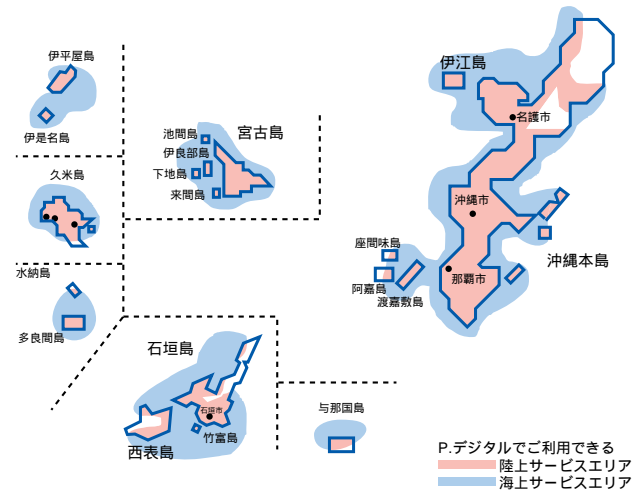 伊平屋島
伊是名島
久米島
水納島
多良間島
池間島
伊良部島
下地島
来間島
宮古島
伊江島
名護市
沖縄市
沖縄本島
座間味島
阿嘉島
渡嘉敷島
那覇市
石垣島
石垣市
竹富島
西表島
与那国島
P.デジタルでご利用できる
陸上サービスエリア
海上サービスエリア